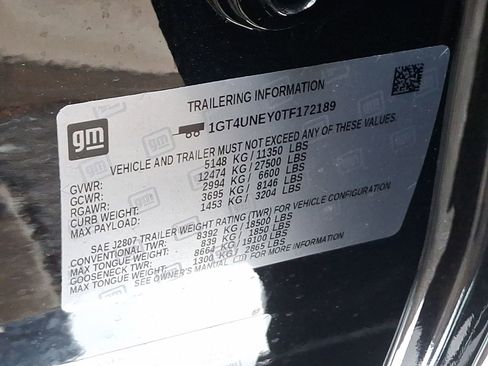 TRAILERING INFORMATION
gm
1GT4UNEY0TF172189
VEHICLE AND TRAILER MUST NOT EXCEED ANY OF THESE VALUES.
GVWR: 5148 KG / 11350 LBS
GCWR: 12474 KG / 27500 LBS
RGAWR: 2994 KG / 6600 LBS
CURB WEIGHT: 3695 KG / 8146 LBS
MAX PAYLOAD: 1453 KG / 3204 LBS
SAE J2807 TRAILER WEIGHT RATING (TWR) FOR VEHICLE CONFIGURATION
CONVENTIONAL TWR: 8392 KG / 18500 LBS
MAX TONGUE WEIGHT: 839 KG / 1850 LBS
GOOSENECK TWR: 8664 KG / 19100 LBS
MAX TONGUE WEIGHT: 1300 KG / 2865 LBS
SEE OWNER'S MANUAL FOR MORE INFORMATION